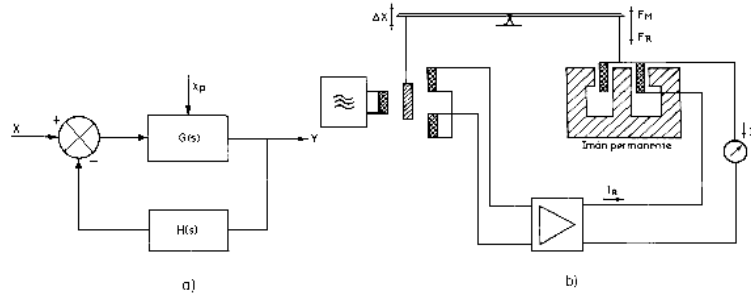 X
+
−
x_p
G(s)
Y
H(s)
a)
ΔX
F_M
F_R
Imán permanente
I_R
b)